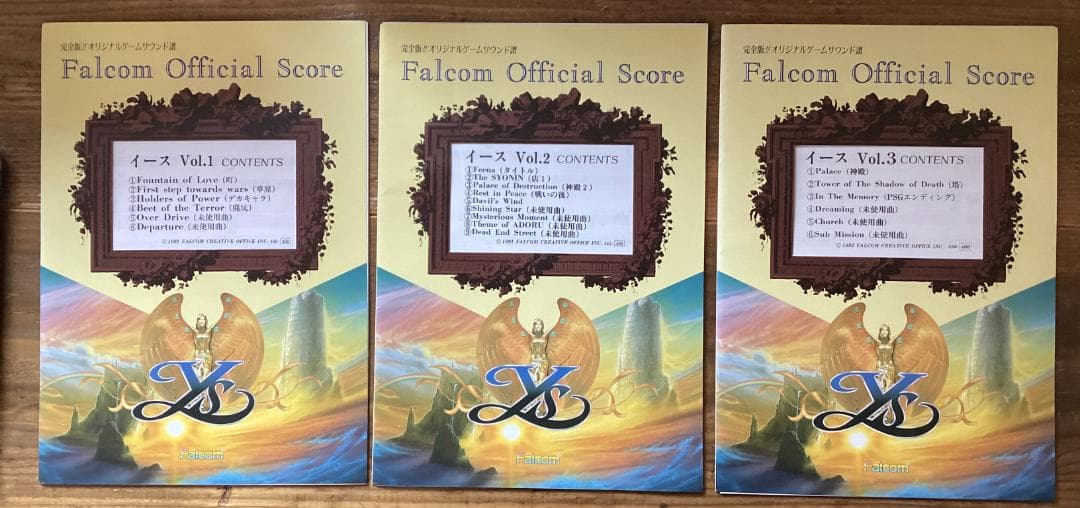 完全版!!オリジナルゲームサウンド譜
Falcom Official Score
イース Vol.1 CONTENTS
①Fountain of Love(町)
②First step towards wars(草原)
③Holders of Power(デカキャラ)
④Beet of the Terror(廃坑)
⑤Over Drive(未使用曲)
⑥Departure(未使用曲)
© 1991 FALCOM CREATIVE OFFICE INC.
Ys
Falcom
完全版!!オリジナルゲームサウンド譜
Falcom Official Score
イース Vol.2 CONTENTS
①Feena(タイトル)
②The SYONIN(店1)
③Palace of Destruction(神殿2)
④Rest in Peace(戦いの後)
⑤Davil's Wind
⑥Shining Star(未使用曲)
⑦Mysterious Moment(未使用曲)
⑧Theme of ADORU(未使用曲)
⑨Dead End Street(未使用曲)
© 1991 FALCOM CREATIVE OFFICE INC.
Ys
Falcom
完全版!!オリジナルゲームサウンド譜
Falcom Official Score
イース Vol.3 CONTENTS
①Palace(神殿)
②Tower of The Shadow of Death(塔)
③In The Memory(PSGエンディング)
④Dreaming(未使用曲)
⑤Church(未使用曲)
⑥Sub Mission(未使用曲)
© 1992 FALCOM CREATIVE OFFICE INC.
Ys
Falcom